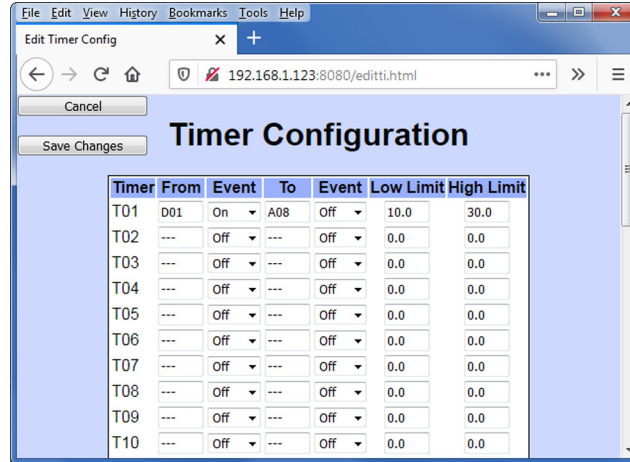 File Edit View History Bookmarks Tools Help
Edit Timer Config
192.168.1.123:8080/editti.html
Cancel
Save Changes
Timer Configuration
Timer From Event To Event Low Limit High Limit
T01 D01 On A08 Off 10.0 30.0
T02 --- Off --- Off 0.0 0.0
T03 --- Off --- Off 0.0 0.0
T04 --- Off --- Off 0.0 0.0
T05 --- Off --- Off 0.0 0.0
T06 --- Off --- Off 0.0 0.0
T07 --- Off --- Off 0.0 0.0
T08 --- Off --- Off 0.0 0.0
T09 --- Off --- Off 0.0 0.0
T10 --- Off --- Off 0.0 0.0